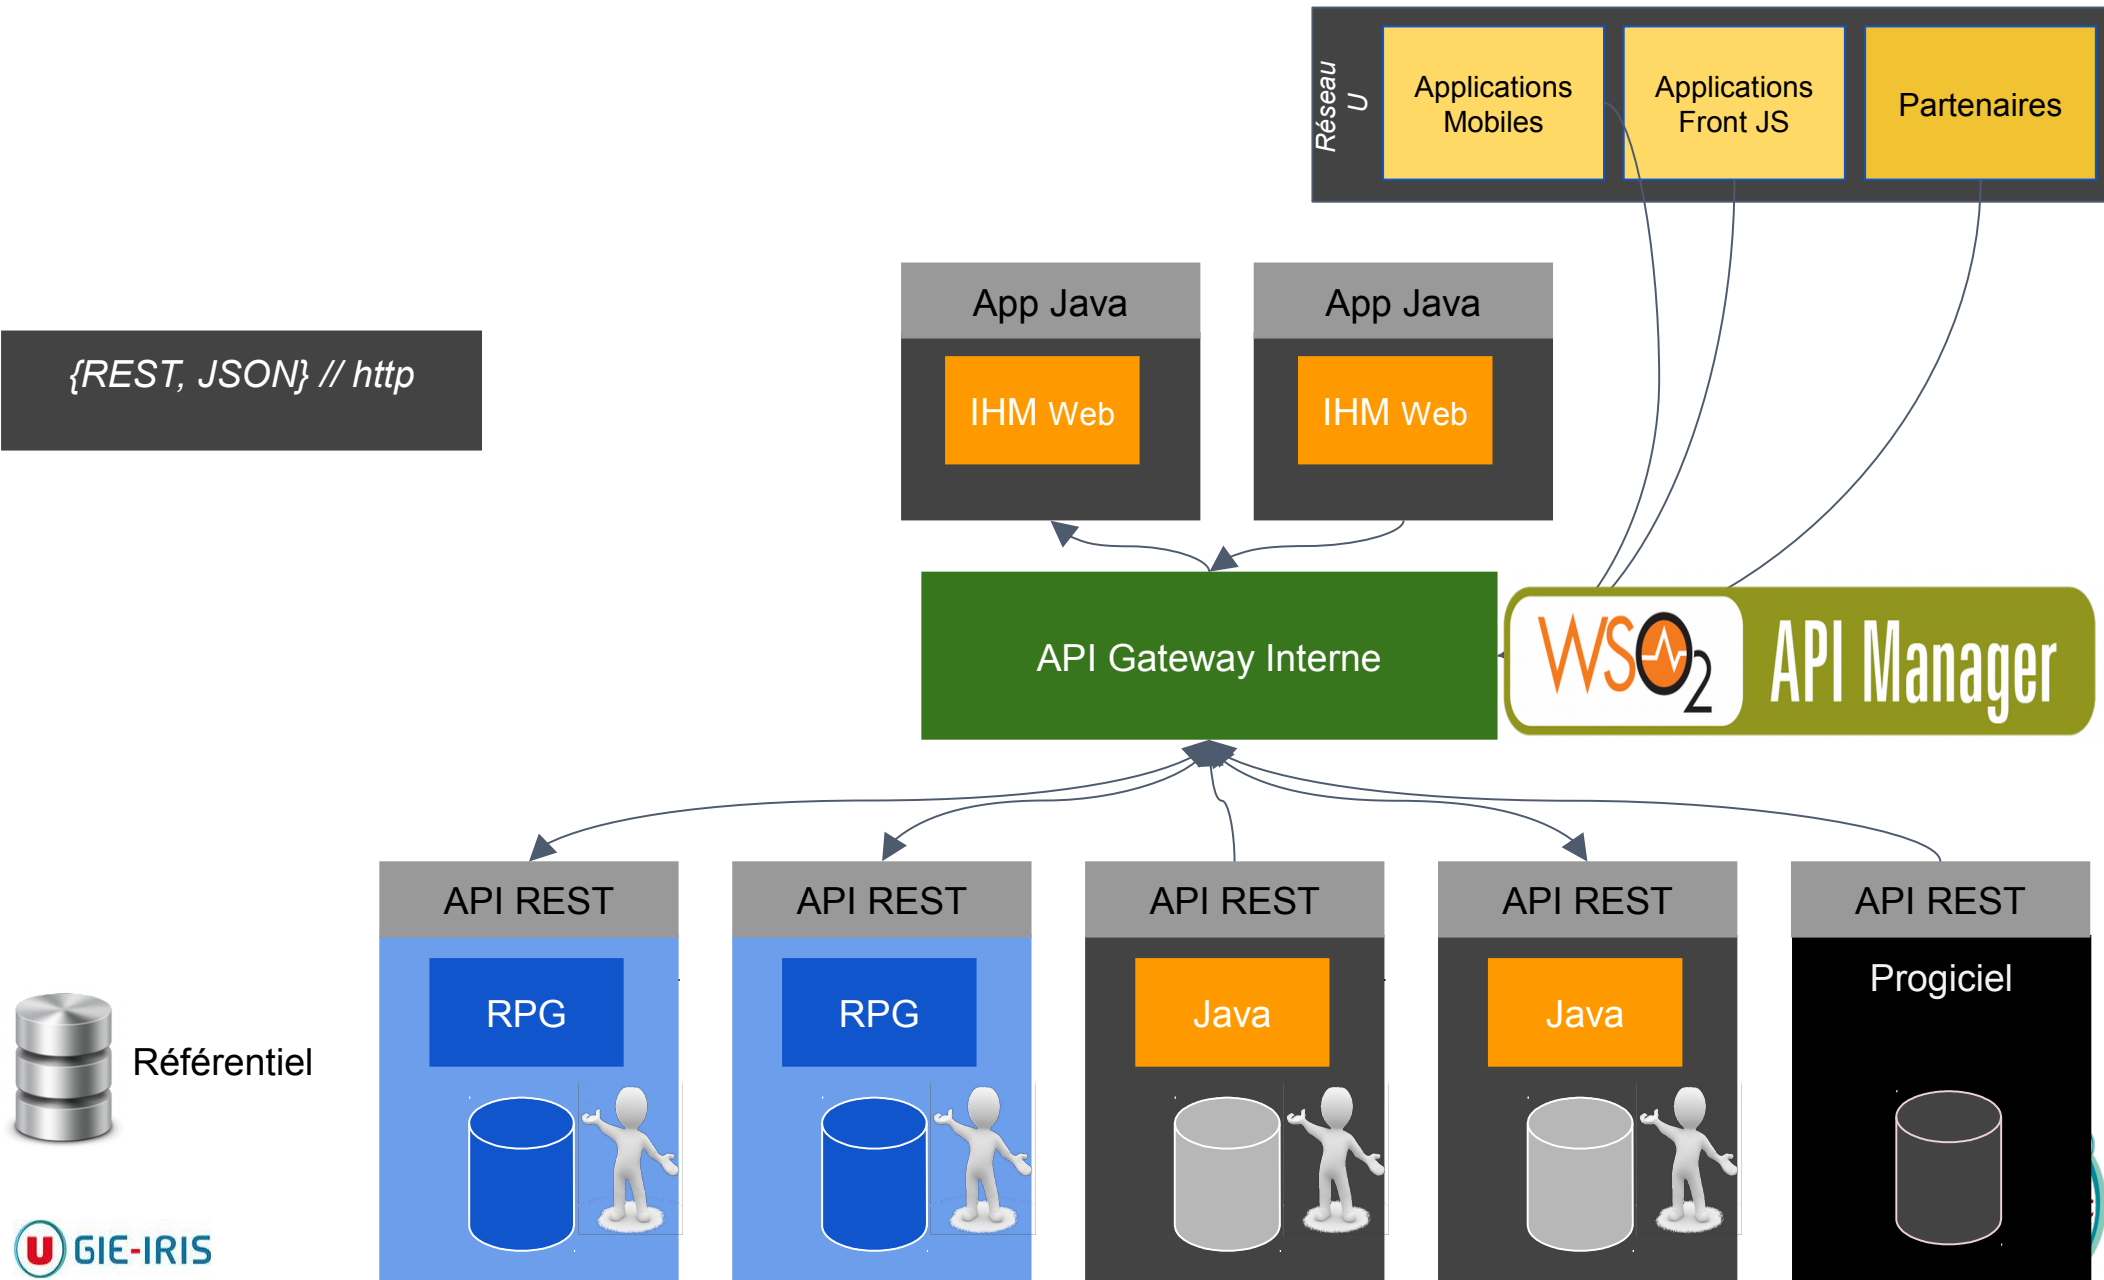 Réseau
U
Applications
Mobiles
Applications
Front JS
Partenaires
App Java
App Java
{REST, JSON} // http
IHM Web
IHM Web
API Gateway Interne
WSO2
API Manager
API REST
API REST
API REST
API REST
API REST
RPG
RPG
Java
Java
Progiciel
Référentiel
U GIE-IRIS